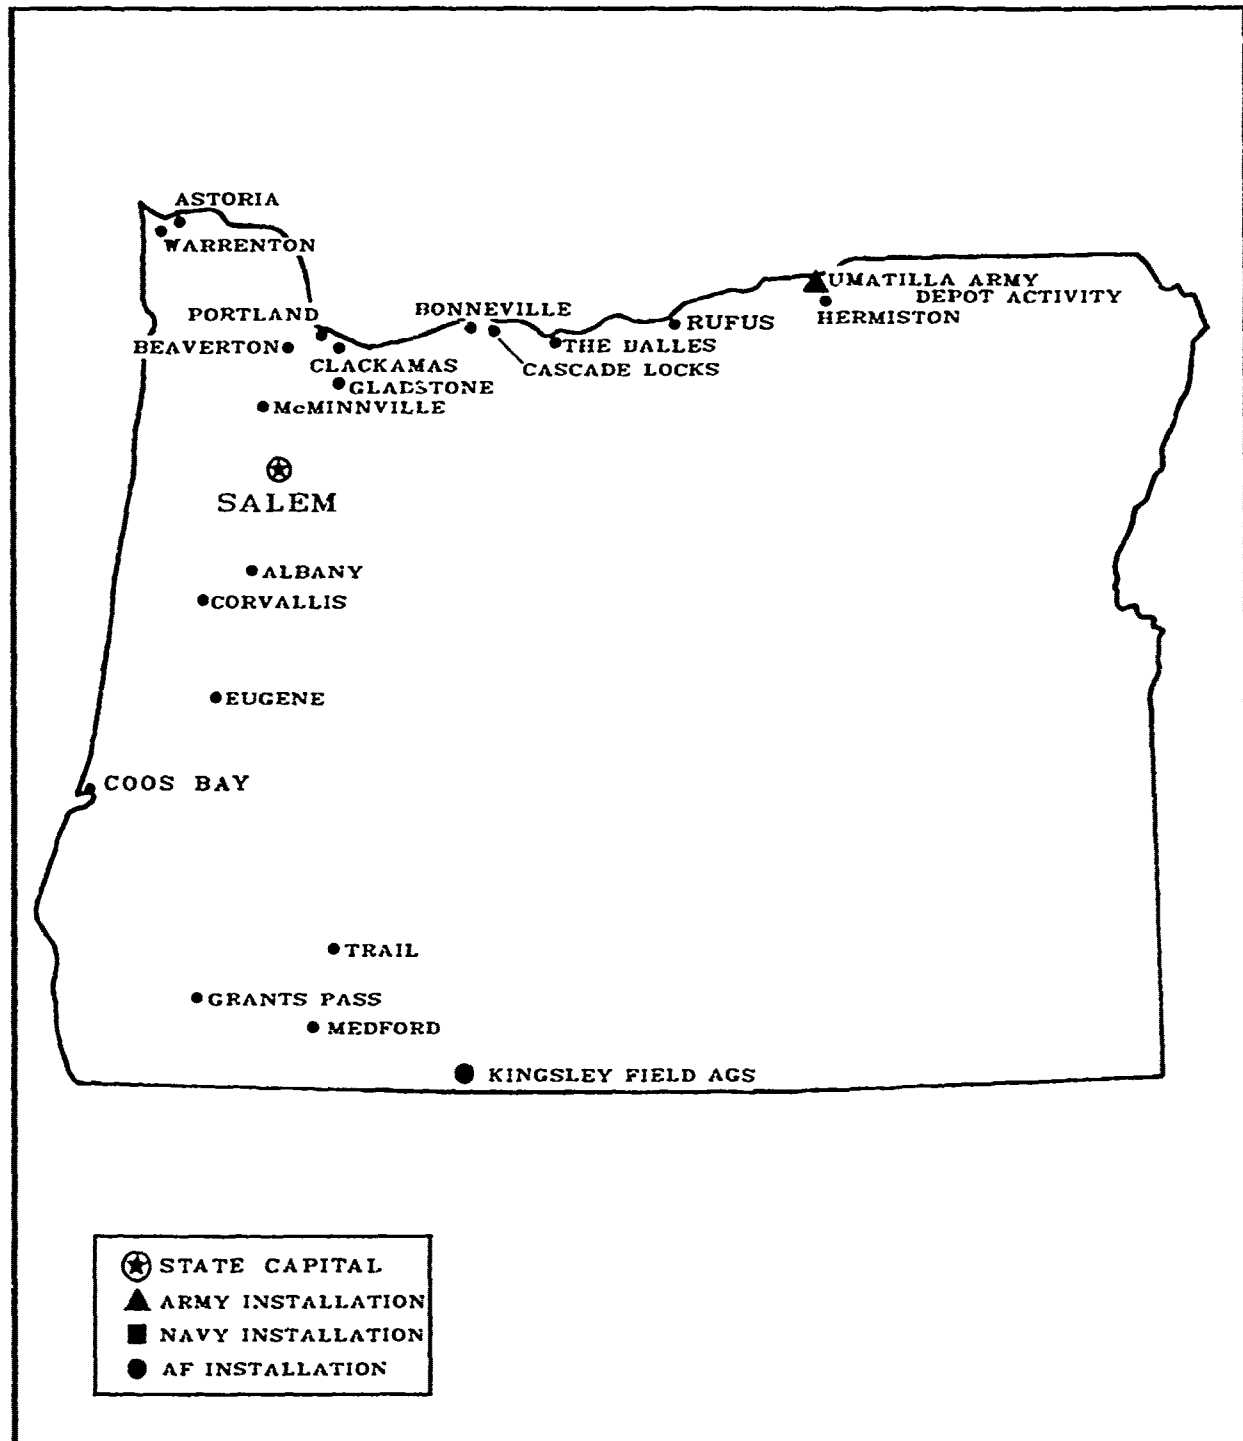 ASTORIA
WARRENTON
UMATILLA ARMY
DEPOT ACTIVITY
HERMISTON
PORTLAND
BONNEVILLE
RUFUS
BEAVERTON
THE DALLES
CLACKAMAS
CASCADE LOCKS
GLADSTONE
McMINNVILLE
SALEM
ALBANY
CORVALLIS
EUGENE
COOS BAY
TRAIL
GRANTS PASS
MEDFORD
KINGSLEY FIELD AGS
STATE CAPITAL
ARMY INSTALLATION
NAVY INSTALLATION
AF INSTALLATION